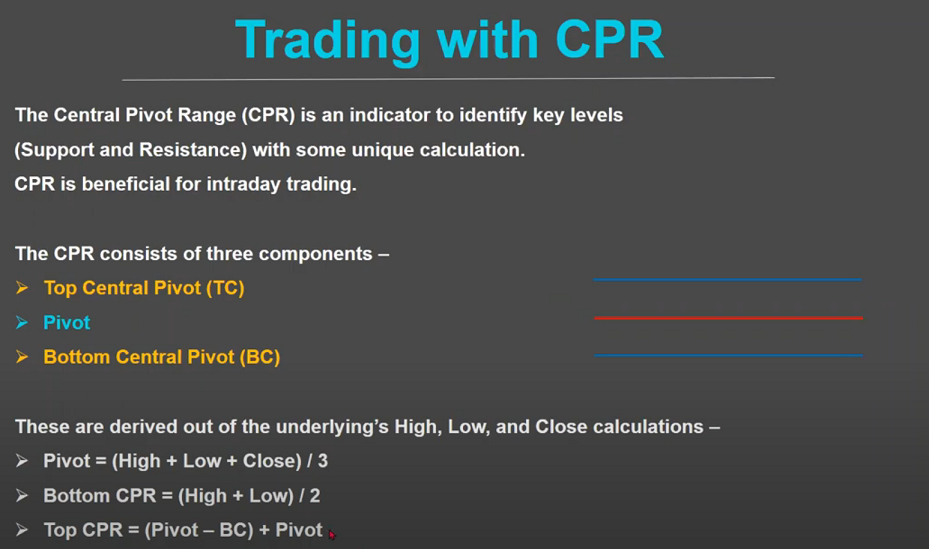 Trading with CPR
The Central Pivot Range (CPR) is an indicator to identify key levels
(Support and Resistance) with some unique calculation.
CPR is beneficial for intraday trading.
The CPR consists of three components –
➢ Top Central Pivot (TC)
➢ Pivot
➢ Bottom Central Pivot (BC)
These are derived out of the underlying’s High, Low, and Close calculations –
➢ Pivot = (High + Low + Close) / 3
➢ Bottom CPR = (High + Low) / 2
➢ Top CPR = (Pivot – BC) + Pivot